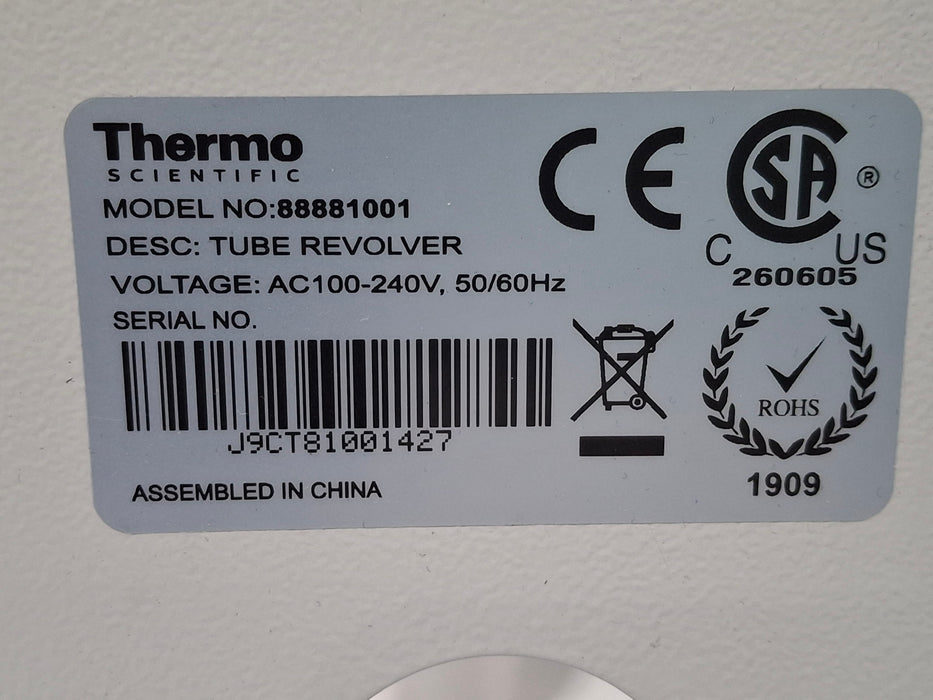 Thermo
SCIENTIFIC
MODEL NO:88881001
DESC: TUBE REVOLVER
VOLTAGE: AC100-240V, 50/60Hz
SERIAL NO.
J9CT81001427
ASSEMBLED IN CHINA
CE
SA ®
C US
260605
ROHS
1909